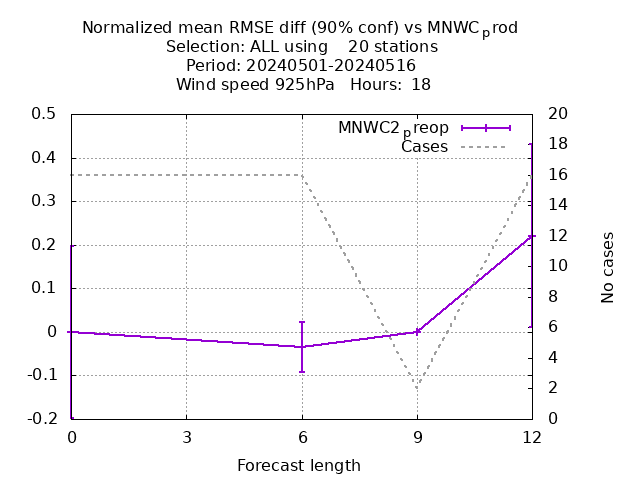 Normalized mean RMSE diff (90% conf) vs MNWCprod
Selection: ALL using 20 stations
Period: 20240501-20240516
Wind speed 925hPa Hours: 18
MNWC2preop
Cases
0.5
0.4
0.3
0.2
0.1
0
-0.1
-0.2
20
18
16
14
12
10
8
6
4
2
0
No cases
0 3 6 9 12
Forecast length